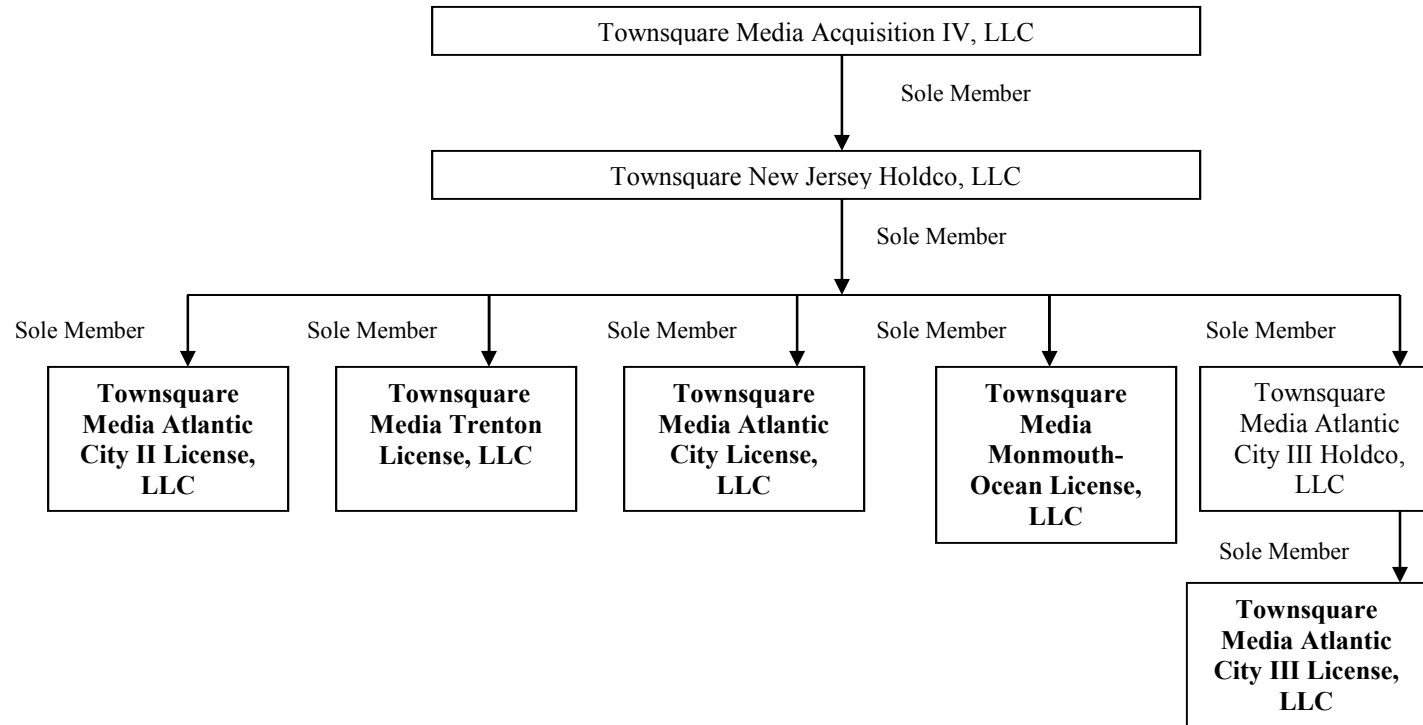 Townsquare Media Acquisition IV, LLC
Sole Member
Townsquare New Jersey Holdco, LLC
Sole Member
Sole Member
Sole Member
Sole Member
Sole Member
Sole Member
Townsquare
Media Atlantic
City II License,
LLC
Townsquare
Media Trenton
License, LLC
Townsquare
Media Atlantic
City License,
LLC
Townsquare
Media
Monmouth-
Ocean License,
LLC
Townsquare
Media Atlantic
City III Holdco,
LLC
Sole Member
Townsquare
Media Atlantic
City III License,
LLC